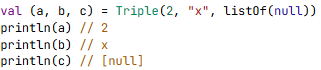 val (a, b, c) = Triple(2, "x", listOf(null))
println(a) // 2
println(b) // x
println(c) // [null]